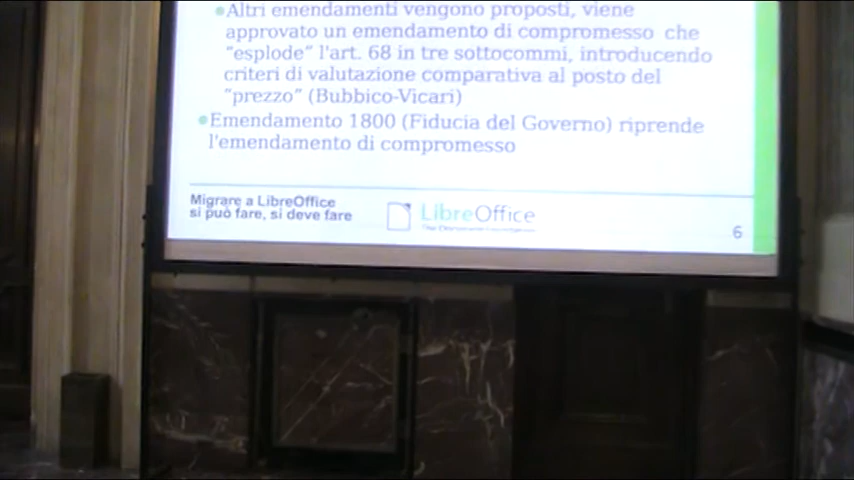 Altri emendamenti vengono proposti, viene
approvato un emendamento di compromesso che
“esplode” l'art. 68 in tre sottocommi, introducendo
criteri di valutazione comparativa al posto del
“prezzo” (Bubbico-Vicari)
Emendamento 1800 (Fiducia del Governo) riprende
l'emendamento di compromesso
Migrare a LibreOffice
si può fare, si deve fare
LibreOffice
6